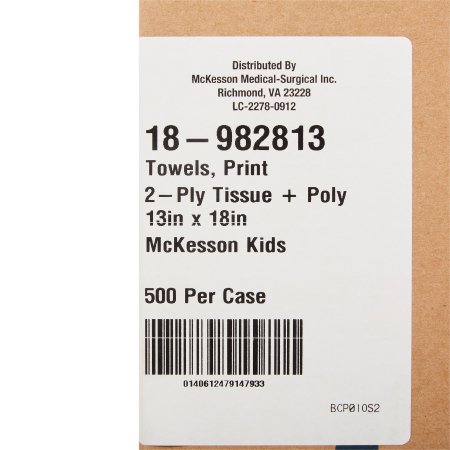 Distributed By
McKesson Medical-Surgical Inc.
Richmond, VA 23228
LC-2278-0912
18-982813
Towels, Print
2-Ply Tissue + Poly
13in x 18in
McKesson Kids
500 Per Case
0140612479147933
BCP010S2